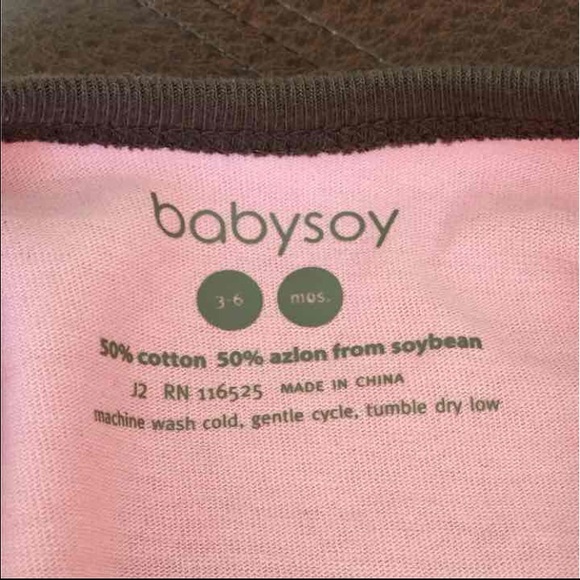 babysoy
3-6 mos.
50% cotton 50% azlon from soybean
J2 RN 116525 MADE IN CHINA
machine wash cold, gentle cycle, tumble dry low